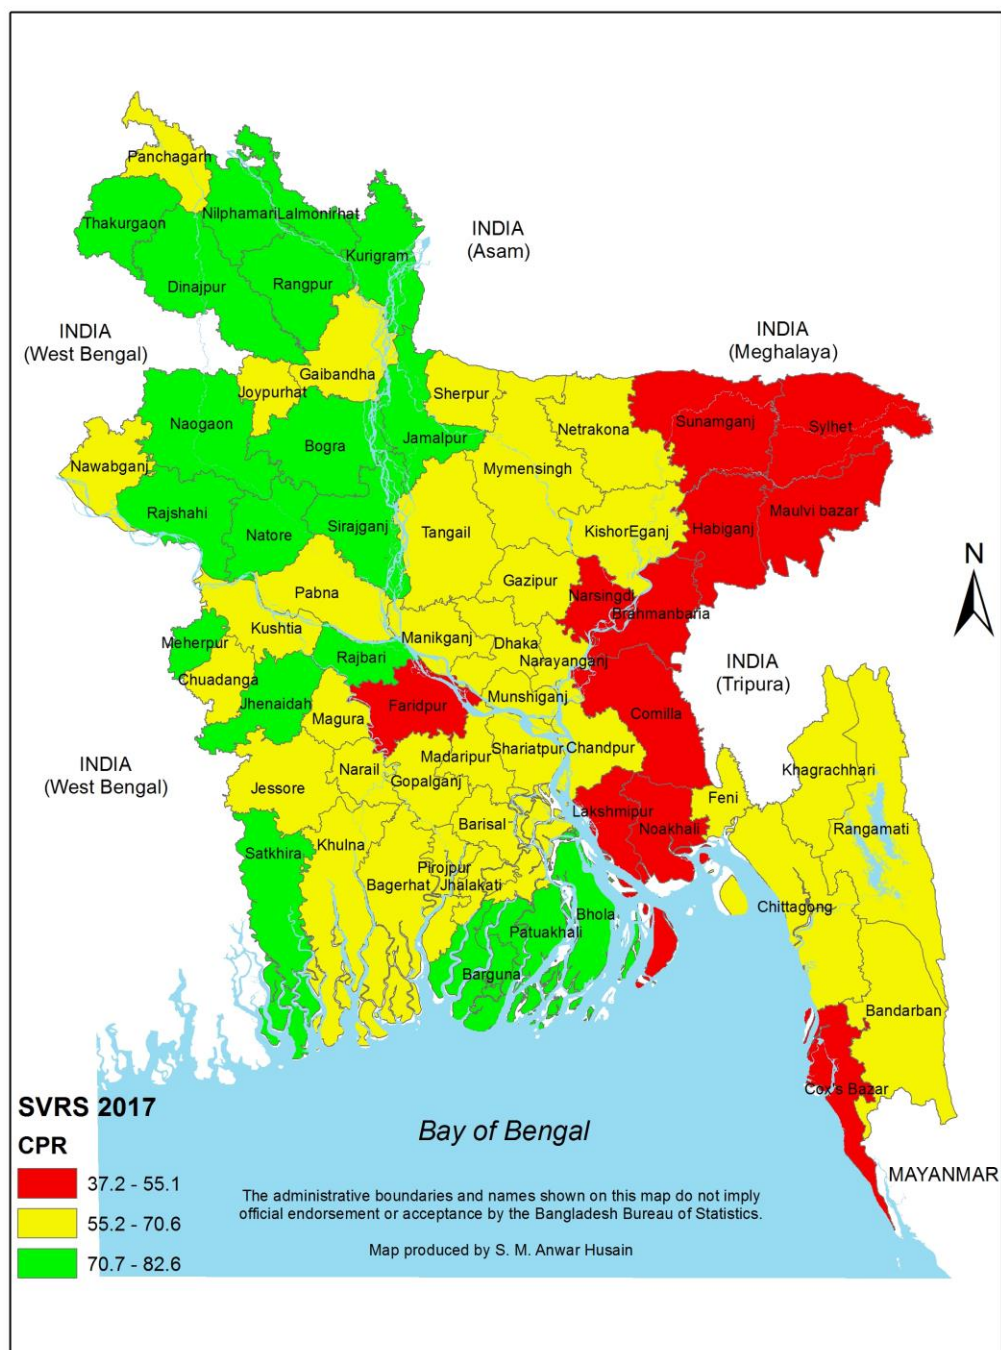 Panchagarh
Thakurgaon
Nilphamari
Lalmonirhat
Kurigram
Dinajpur
Rangpur
INDIA
(Asam)
INDIA
(West Bengal)
INDIA
(Meghalaya)
Gaibandha
Joypurhat
Sherpur
Naogaon
Bogra
Jamalpur
Netrakona
Sunamganj
Sylhet
Nawabganj
Mymensingh
Rajshahi
Natore
Sirajganj
Tangail
KishorEganj
Habiganj
Maulvi bazar
Gazipur
Pabna
Narsingdi
Brahmanbaria
N
Kushtia
Meherpur
Manikganj
Dhaka
Rajbari
Narayanganj
Chuadanga
INDIA
(Tripura)
Jhenaidah
Magura
Faridpur
Munshiganj
Comilla
Shariatpur
Chandpur
Madaripur
INDIA
(West Bengal)
Narail
Gopalganj
Jessore
Khagrachhari
Feni
Lakshmipur
Noakhali
Rangamati
Barisal
Khulna
Satkhira
Pirojpur
Bagerhat
Jhalakati
Bhola
Chittagong
Patuakhali
Barguna
Bandarban
Cox's Bazar
Bay of Bengal
MAYANMAR
SVRS 2017
CPR
37.2 - 55.1
55.2 - 70.6
70.7 - 82.6
The administrative boundaries and names shown on this map do not imply
official endorsement or acceptance by the Bangladesh Bureau of Statistics.
Map produced by S. M. Anwar Husain